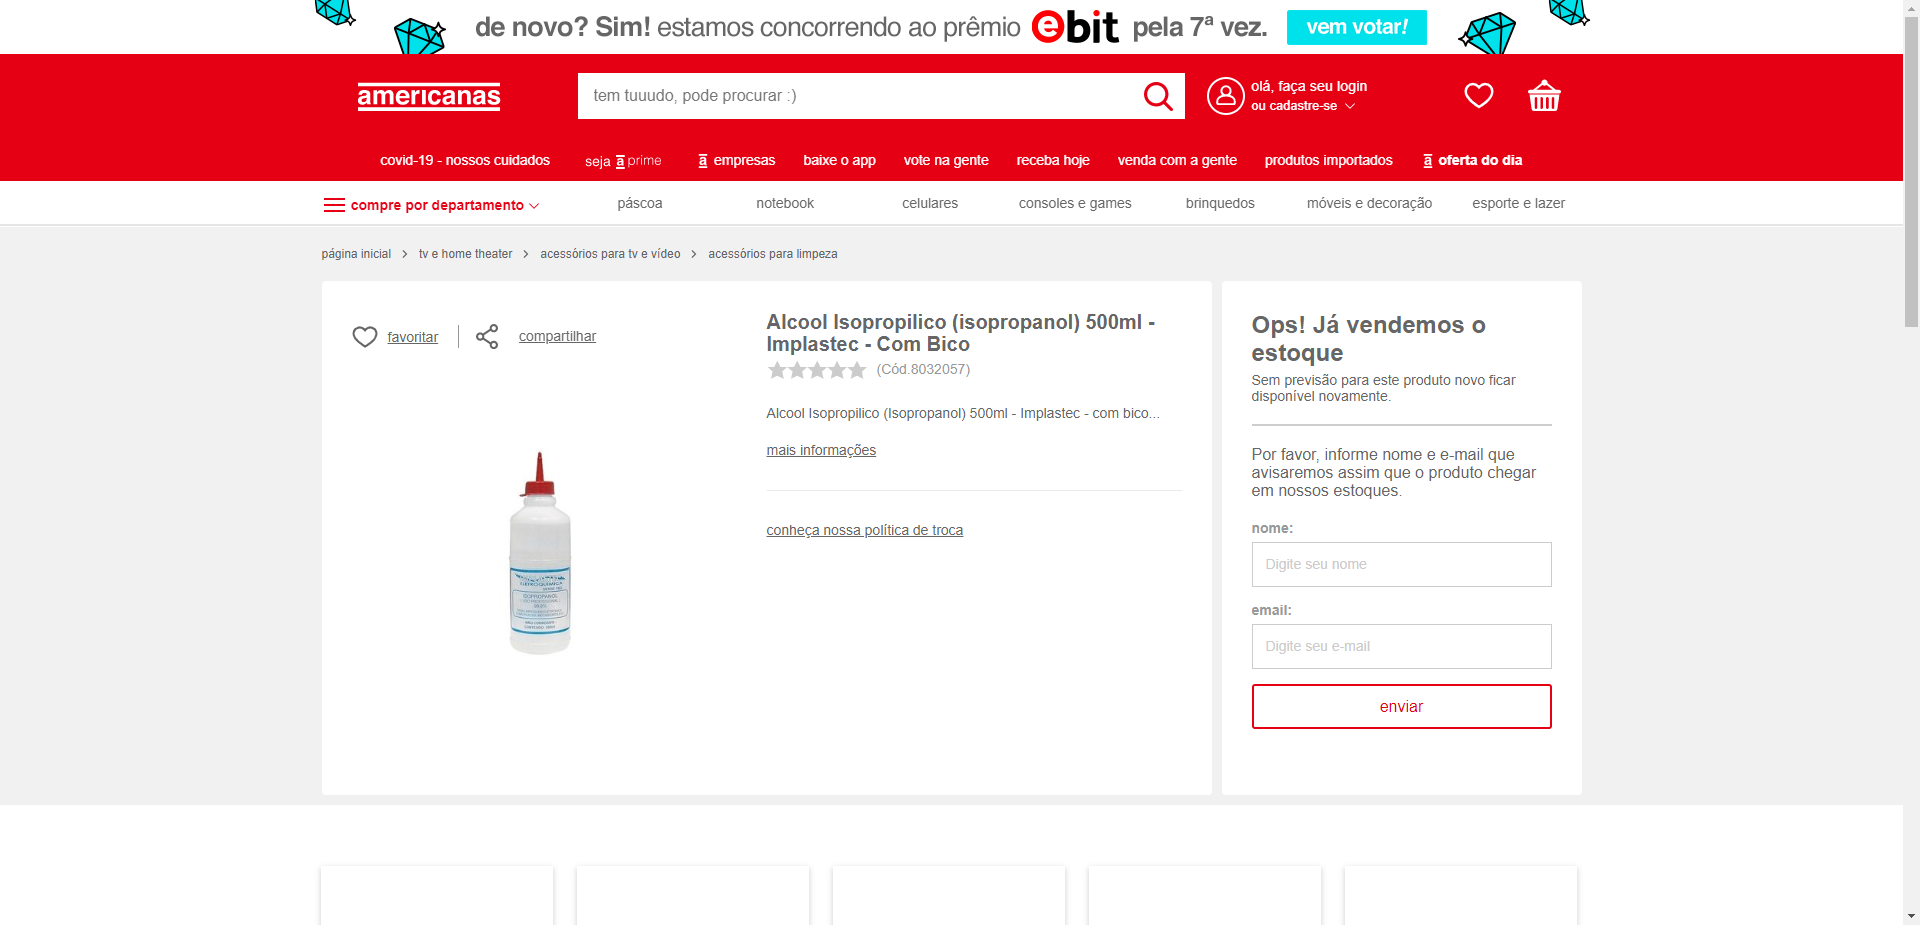 de novo? Sim! estamos concorrendo ao prêmio ebit pela 7ª vez. vem votar!
americanas
tem tuuudo, pode procurar :)
olá, faça seu login
ou cadastre-se
covid-19 - nossos cuidados
seja a prime
a empresas
baixe o app
vote na gente
receba hoje
venda com a gente
produtos importados
a oferta do dia
compre por departamento
páscoa
notebook
celulares
consoles e games
brinquedos
móveis e decoração
esporte e lazer
página inicial > tv e home theater > acessórios para tv e vídeo > acessórios para limpeza
favoritar
compartilhar
Alcool Isopropilico (isopropanol) 500ml -
Implastec - Com Bico
(Cód.8032057)
Alcool Isopropilico (Isopropanol) 500ml - Implastec - com bico...
mais informações
conheça nossa política de troca
ISOPROPANOL
Ops! Já vendemos o
estoque
Sem previsão para este produto novo ficar
disponível novamente.
Por favor, informe nome e e-mail que
avisaremos assim que o produto chegar
em nossos estoques.
nome:
Digite seu nome
email:
Digite seu e-mail
enviar